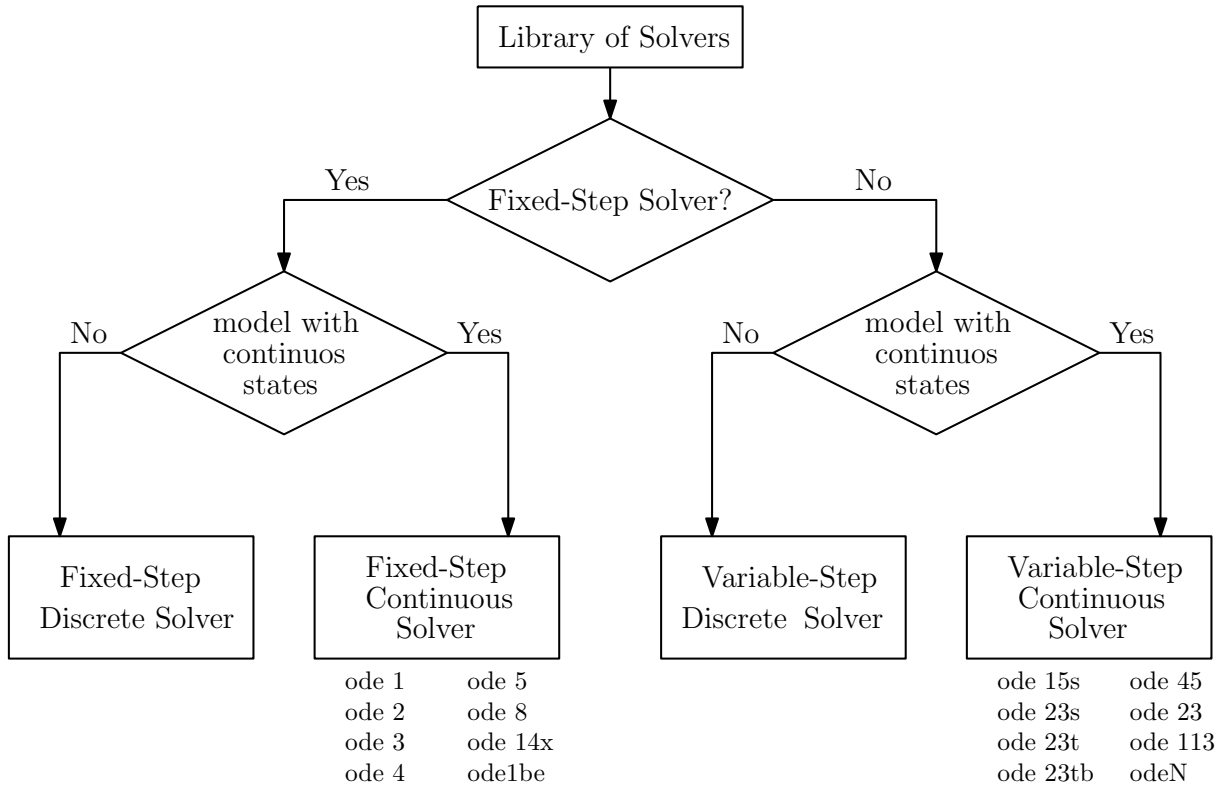 Library of Solvers
Fixed-Step Solver?
Yes
No
model with
continuos
states
No
Yes
model with
continuos
states
No
Yes
Fixed-Step
Discrete Solver
Fixed-Step
Continuous
Solver
Variable-Step
Discrete Solver
Variable-Step
Continuous
Solver
ode 1
ode 2
ode 3
ode 4
ode 5
ode 8
ode 14x
ode1be
ode 15s
ode 23s
ode 23t
ode 23tb
ode 45
ode 23
ode 113
odeN